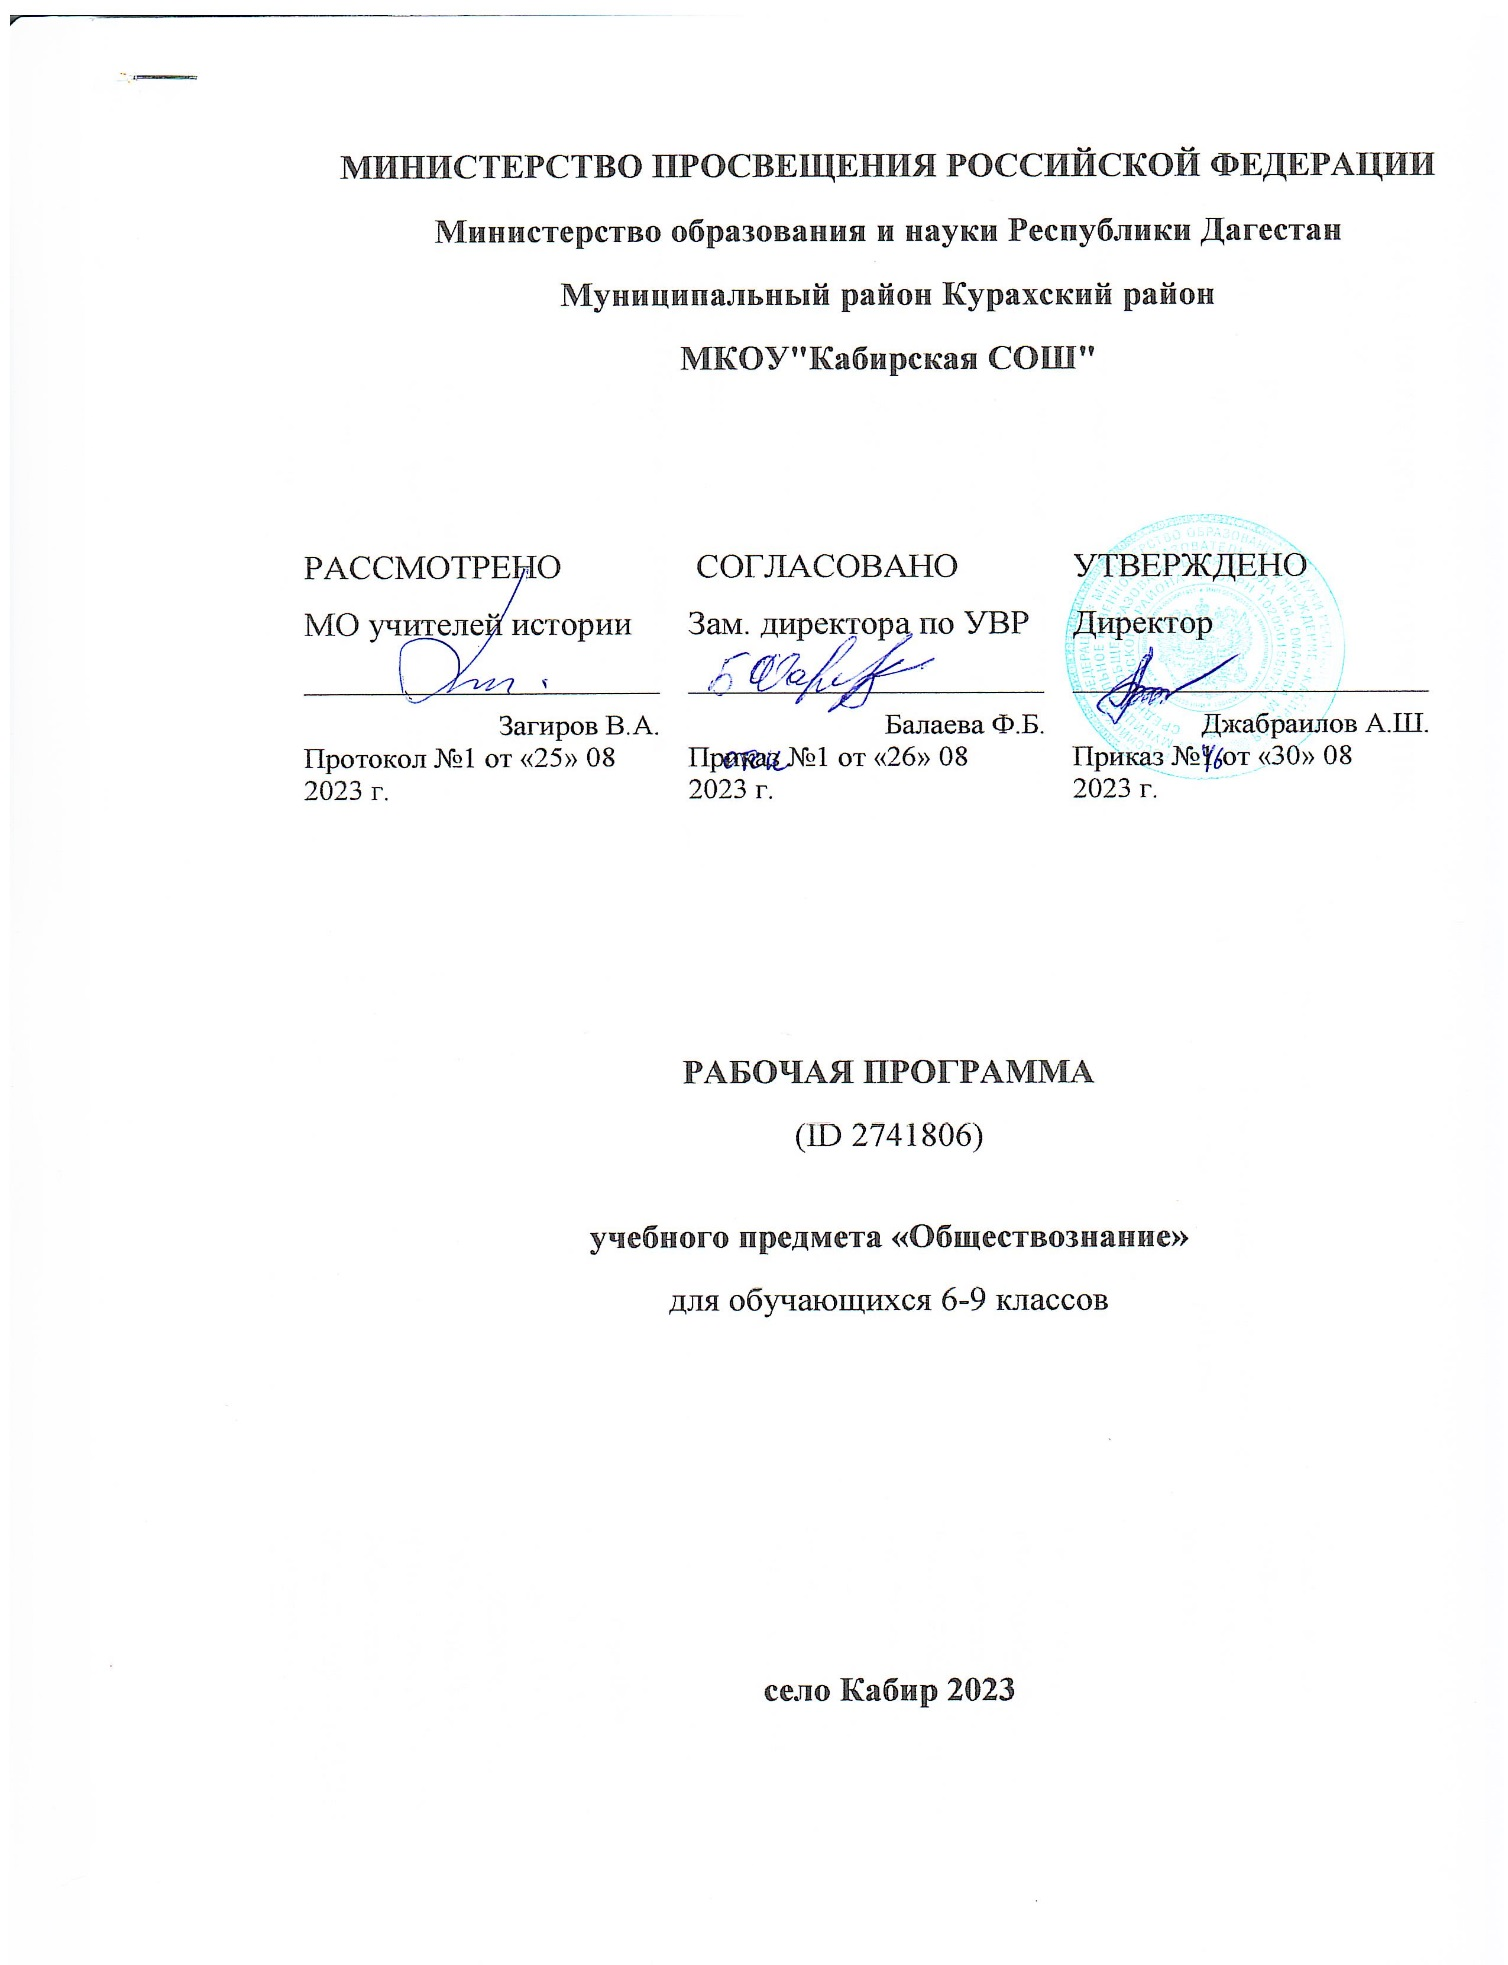 МИНИСТЕРСТВО ПРОСВЕЩЕНИЯ РОССИЙСКОЙ ФЕДЕРАЦИИ
Министерство образования и науки Республики Дагестан
Муниципальный район Курахский район
МКОУ"Кабирская СОШ"
РАССМОТРЕНО
МО учителей истории
Загиров В.А.
Протокол №1 от «25» 08
2023 г.
СОГЛАСОВАНО
Зам. директора по УВР
Балаева Ф.Б.
Приказ №1 от «26» 08
2023 г.
УТВЕРЖДЕНО
Директор
Джабраилов А.Ш.
Приказ №1 от «30» 08
2023 г.
РАБОЧАЯ ПРОГРАММА
(ID 2741806)
учебного предмета «Обществознание»
для обучающихся 6-9 классов
село Кабир 2023